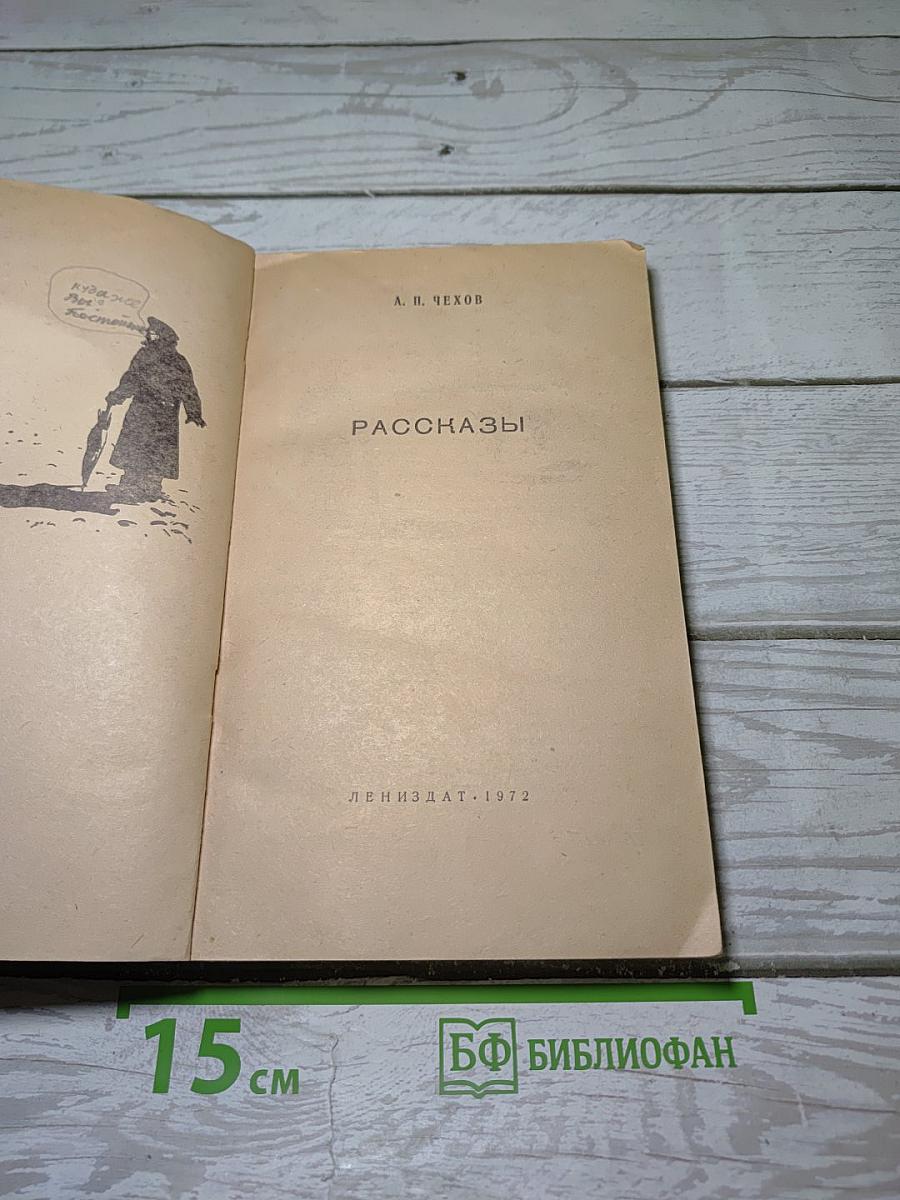 куда же
Вы?
А. П. ЧЕХОВ
РАССКАЗЫ
ЛЕНИЗДАТ · 1972
15 см
БФ БИБЛИОФАН